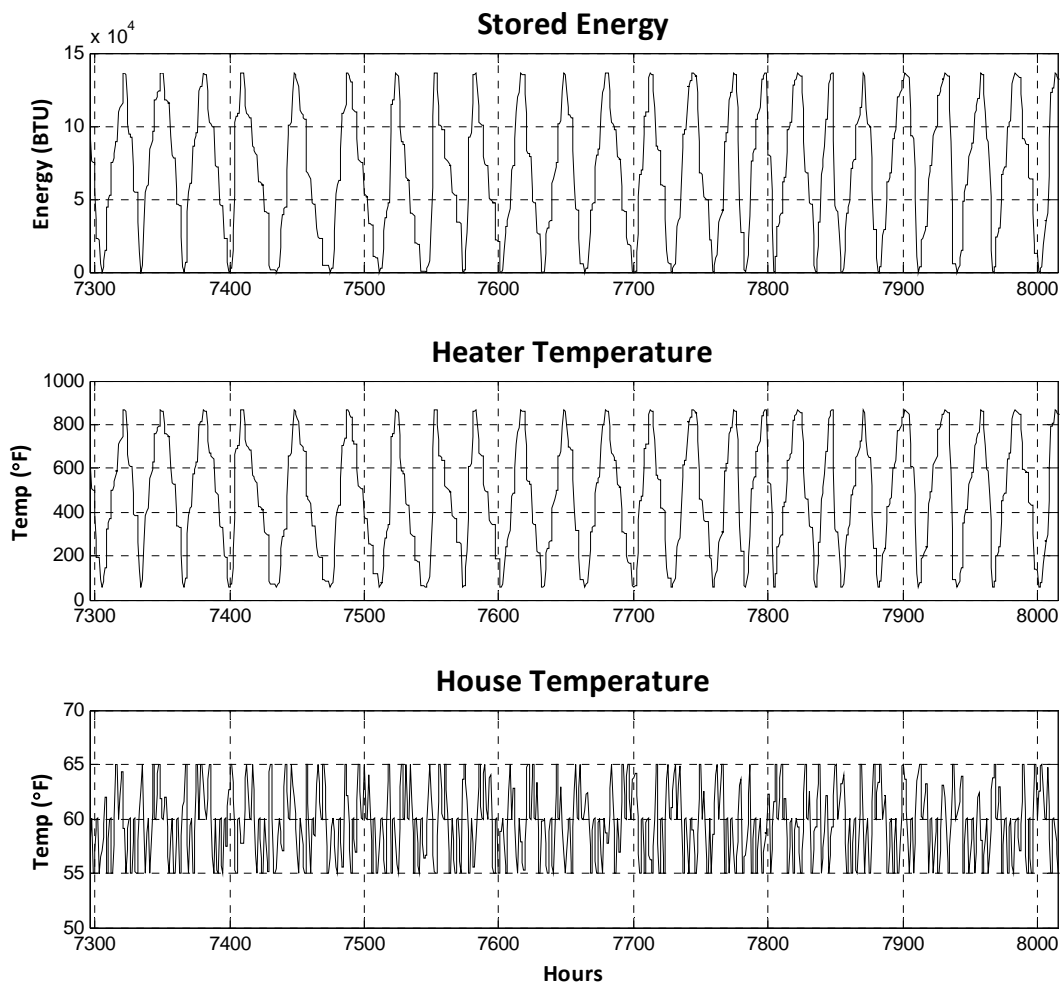 Stored Energy
x 10⁴
15
10
5
0
Energy (BTU)
7300 7400 7500 7600 7700 7800 7900 8000
Heater Temperature
1000
800
600
400
200
0
Temp (°F)
7300 7400 7500 7600 7700 7800 7900 8000
House Temperature
70
65
60
55
50
Temp (°F)
7300 7400 7500 7600 7700 7800 7900 8000
Hours